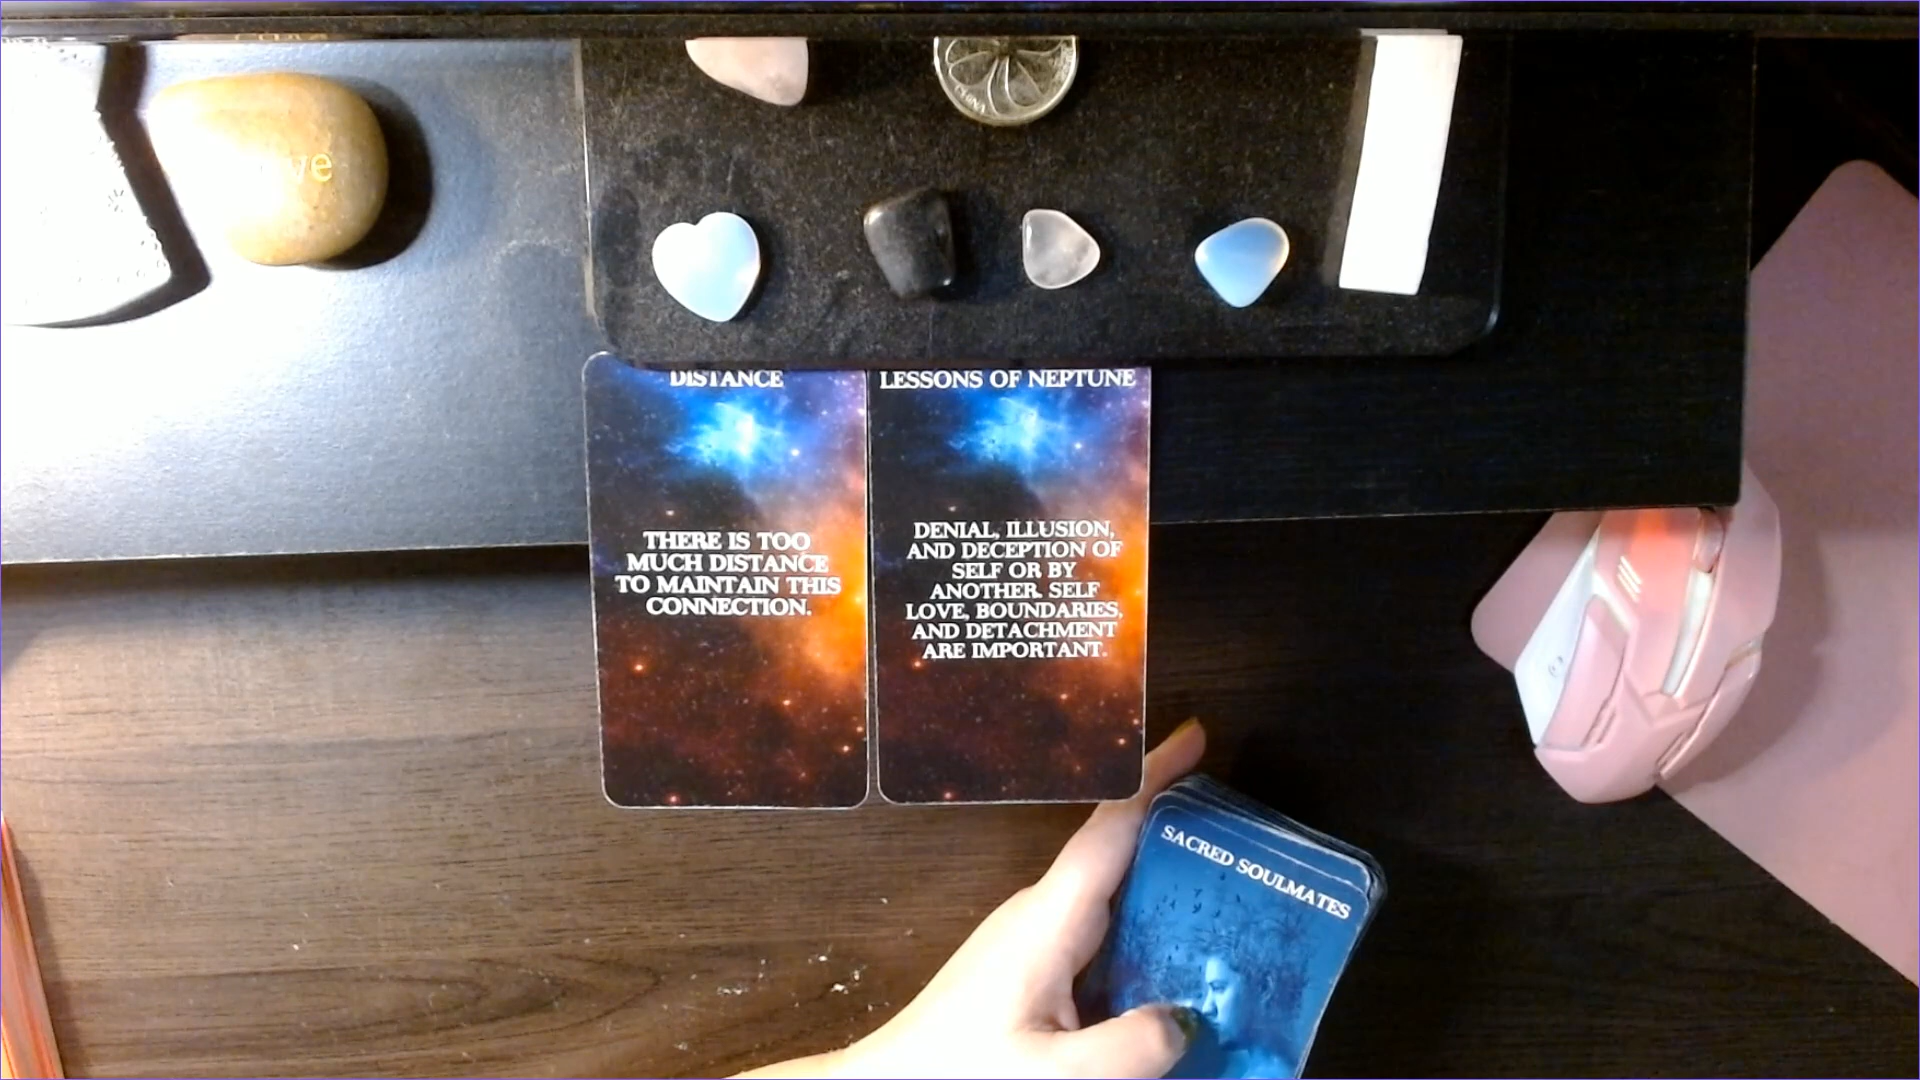 ve
DISTANCE
THERE IS TOO
MUCH DISTANCE
TO MAINTAIN THIS
CONNECTION.
LESSONS OF NEPTUNE
DENIAL, ILLUSION,
AND DECEPTION OF
SELF OR BY
ANOTHER. SELF
LOVE, BOUNDARIES,
AND DETACHMENT
ARE IMPORTANT.
SACRED SOULMATES